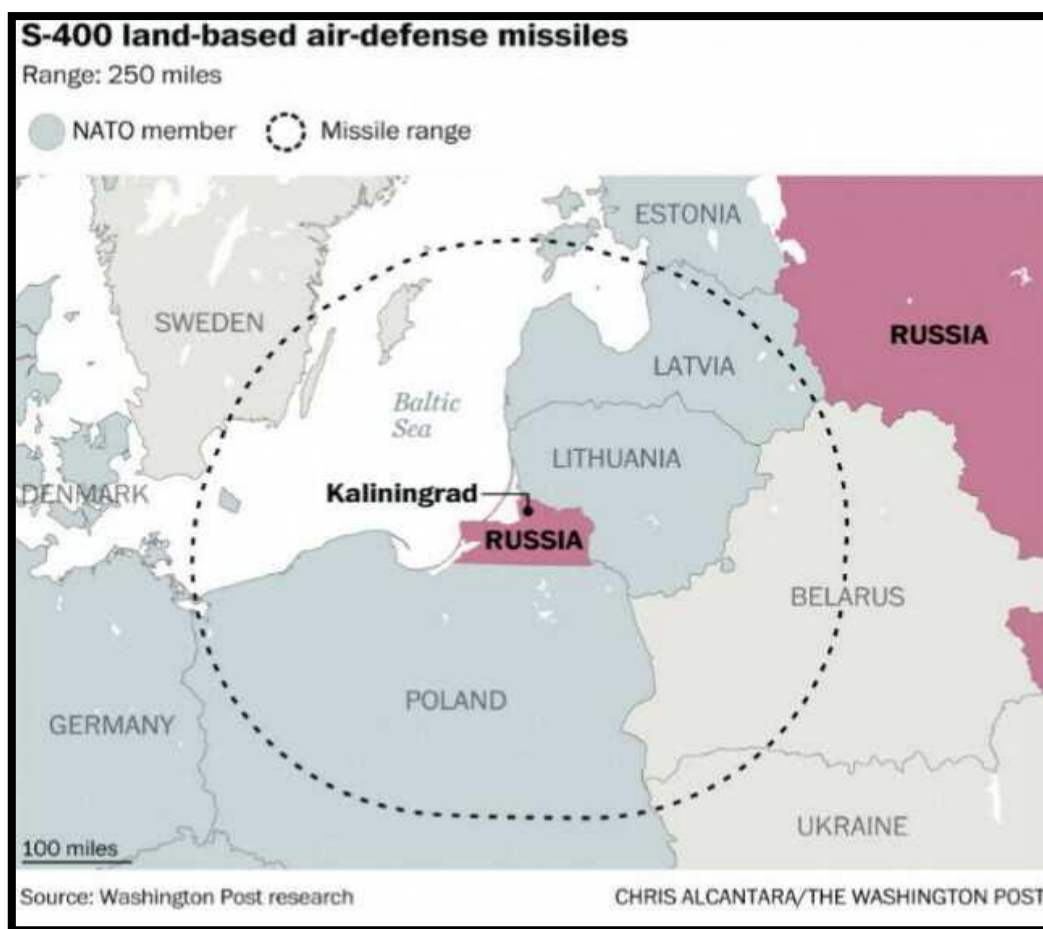 S-400 land-based air-defense missiles
Range: 250 miles
NATO member
Missile range
ESTONIA
SWEDEN
RUSSIA
LATVIA
Baltic
Sea
LITHUANIA
DENMARK
Kaliningrad
RUSSIA
BELARUS
POLAND
GERMANY
UKRAINE
100 miles
Source: Washington Post research
CHRIS ALCANTARA/THE WASHINGTON POST